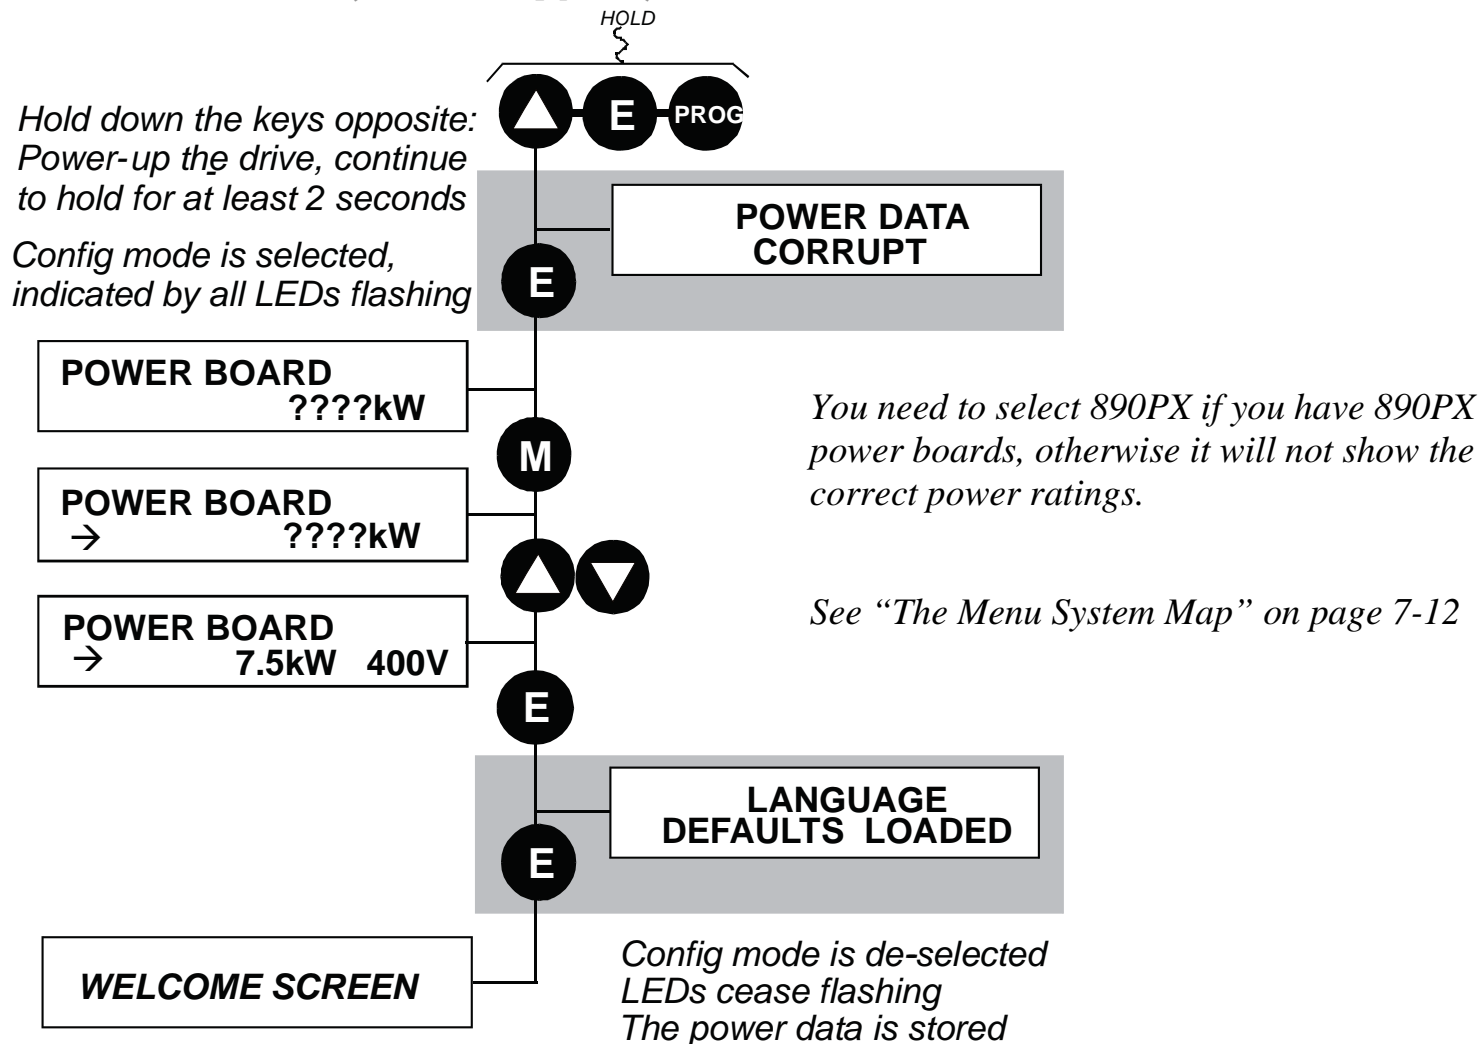 HOLD
E PROG
Hold down the keys opposite:
Power-up the drive, continue
to hold for at least 2 seconds
POWER DATA
CORRUPT
Config mode is selected,
indicated by all LEDs flashing
E
POWER BOARD
????kW
M
You need to select 890PX if you have 890PX
power boards, otherwise it will not show the
correct power ratings.
POWER BOARD
→ ????kW
See “The Menu System Map” on page 7-12
POWER BOARD
→ 7.5kW 400V
E
LANGUAGE
DEFAULTS LOADED
E
WELCOME SCREEN
Config mode is de-selected
LEDs cease flashing
The power data is stored